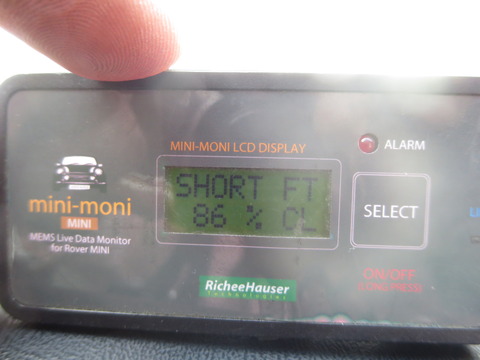 MINI-MONI LCD DISPLAY
ALARM
SHORT FT
86 % CL
SELECT
mini-moni
MINI
MEMS Live Data Monitor
for Rover MINI
RicheeHauser
TECHNOLOGIES
ON/OFF
(LONG PRESS)